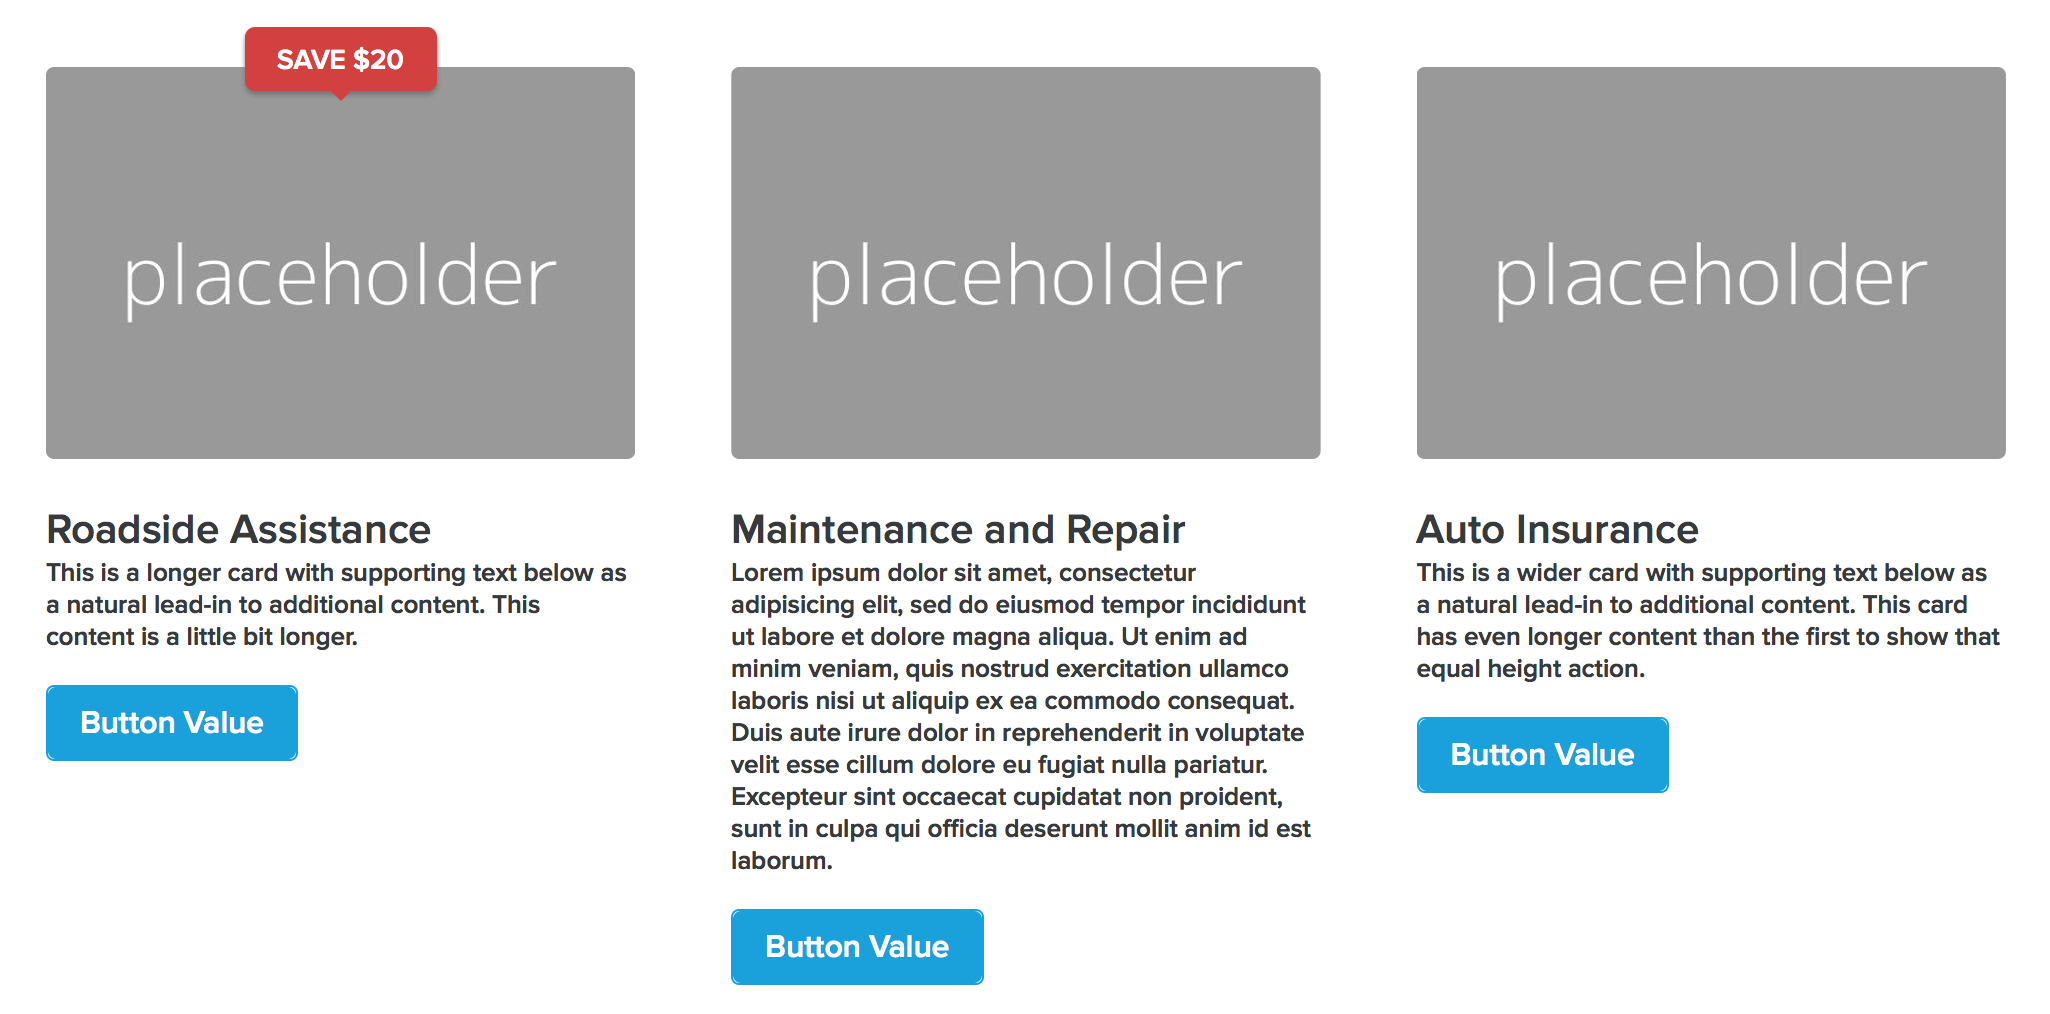 SAVE $20
placeholder
Roadside Assistance
This is a longer card with supporting text below as
a natural lead-in to additional content. This
content is a little bit longer.
Button Value
placeholder
Maintenance and Repair
Lorem ipsum dolor sit amet, consectetur
adipisicing elit, sed do eiusmod tempor incididunt
ut labore et dolore magna aliqua. Ut enim ad
minim veniam, quis nostrud exercitation ullamco
laboris nisi ut aliquip ex ea commodo consequat.
Duis aute irure dolor in reprehenderit in voluptate
velit esse cillum dolore eu fugiat nulla pariatur.
Excepteur sint occaecat cupidatat non proident,
sunt in culpa qui officia deserunt mollit anim id est
laborum.
Button Value
placeholder
Auto Insurance
This is a wider card with supporting text below as
a natural lead-in to additional content. This card
has even longer content than the first to show that
equal height action.
Button Value